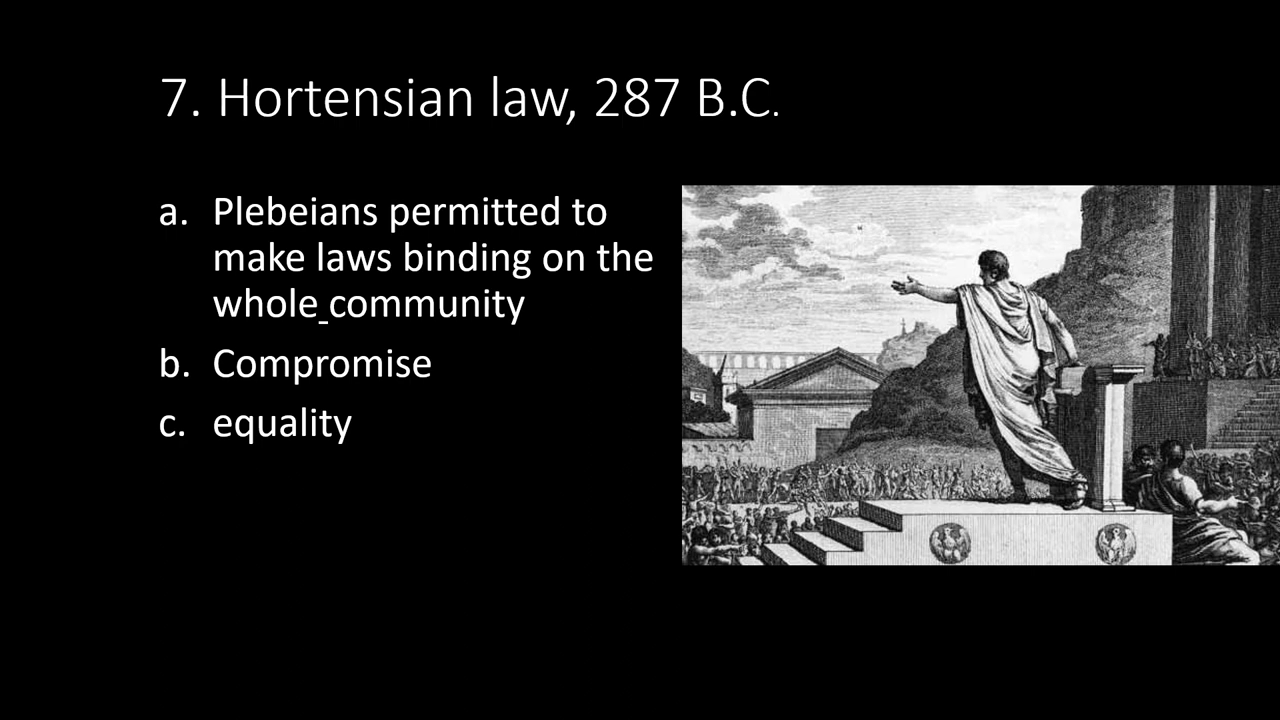 7. Hortensian law, 287 B.C.
a. Plebeians permitted to
make laws binding on the
whole community
b. Compromise
c. equality